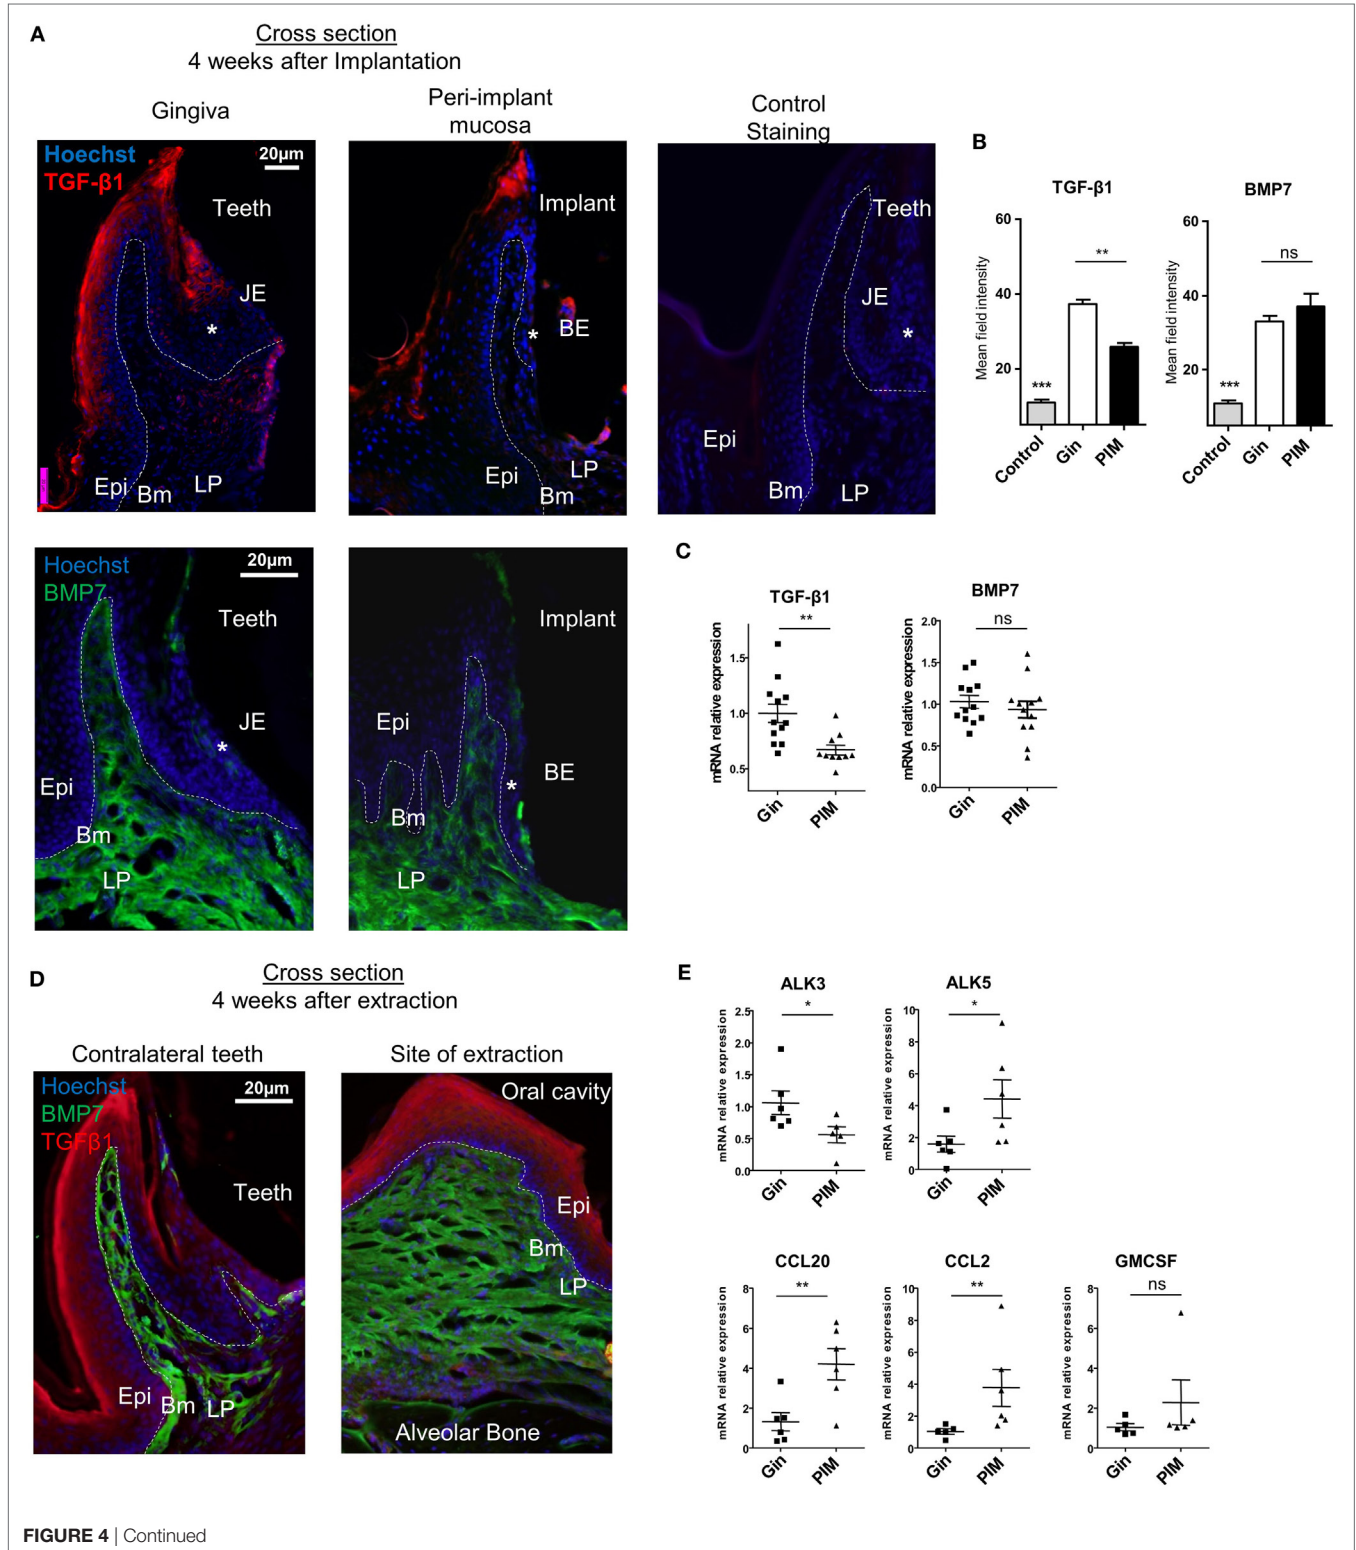 A
Cross section
4 weeks after Implantation
Gingiva
Peri-implant
mucosa
Control
Staining
Hoechst
TGF-β1
20μm
Teeth
JE
*
Epi
Bm
LP
Implant
BE
*
Epi
Bm
LP
Teeth
JE
*
Epi
Bm
LP
B
TGF-β1
Mean field intensity
60
40
20
***
**
Control
Gin
PIM
BMP7
Mean field intensity
60
40
20
***
ns
Control
Gin
PIM
Hoechst
BMP7
20μm
Teeth
JE
*
Epi
Bm
LP
Implant
Epi
BE
*
Bm
LP
C
TGF-β1
**
mRNA relative expression
1.5
1.0
0.5
Gin
PIM
BMP7
ns
mRNA relative expression
2.0
1.5
1.0
0.5
0.0
Gin
PIM
D
Cross section
4 weeks after extraction
Contralateral teeth
Site of extraction
Hoechst
BMP7
TGFβ1
20μm
Teeth
Epi
Bm
LP
Oral cavity
Epi
Bm
LP
Alveolar Bone
E
ALK3
*
mRNA relative expression
2.5
2.0
1.5
1.0
0.5
0.0
Gin
PIM
ALK5
*
mRNA relative expression
10
8
6
4
2
0
Gin
PIM
CCL20
**
mRNA relative expression
8
6
4
2
0
Gin
PIM
CCL2
**
mRNA relative expression
10
8
6
4
2
0
Gin
PIM
GMCSF
ns
mRNA relative expression
8
6
4
2
0
Gin
PIM
FIGURE 4 | Continued